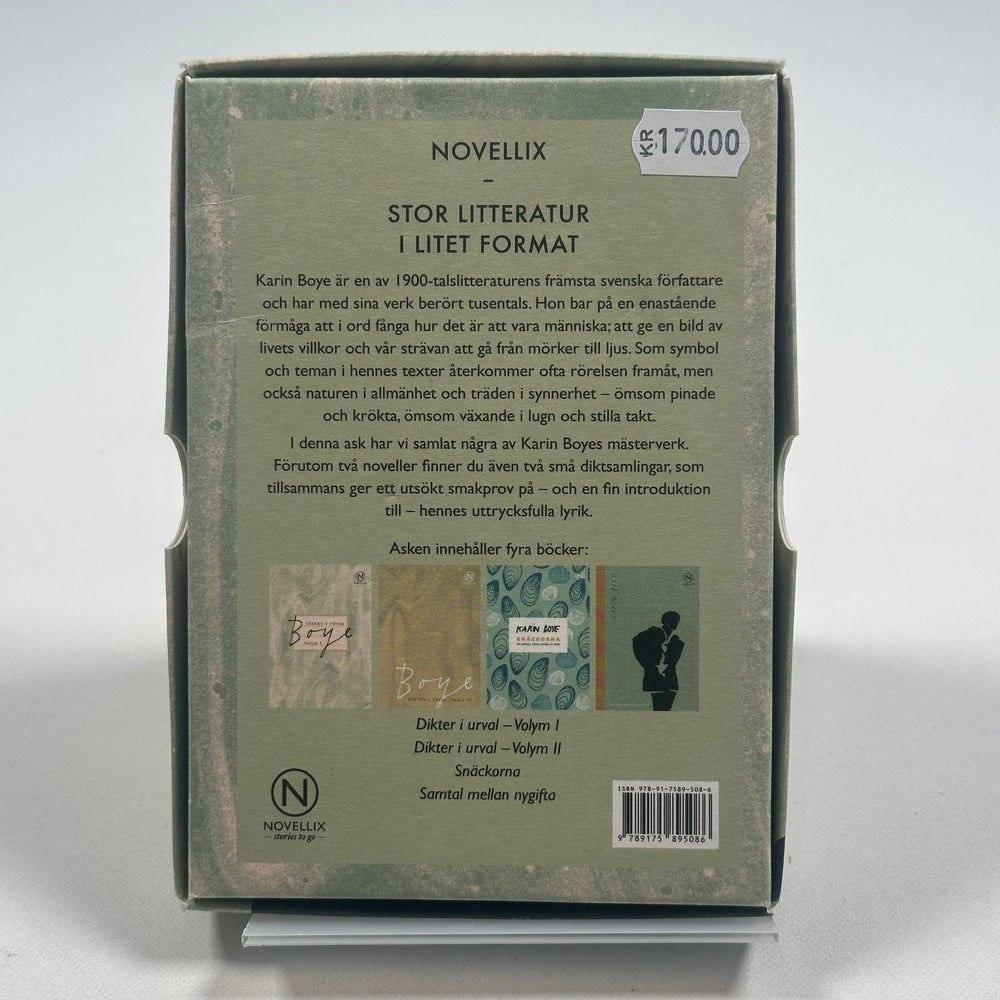 KR 170,00
NOVELLIX
–
STOR LITTERATUR
I LITET FORMAT
Karin Boye är en av 1900-talslitteraturens främsta svenska författare
och har med sina verk berört tusentals. Hon bar på en enastående
förmåga att i ord fånga hur det är att vara människa; att ge en bild av
livets villkor och vår strävan att gå från mörker till ljus. Som symbol
och teman i hennes texter återkommer ofta rörelsen framåt, men
också naturen i allmänhet och träden i synnerhet – ömsom pinade
och krökta, ömsom växande i lugn och stilla takt.
I denna ask har vi samlat några av Karin Boyes mästerverk.
Förutom två noveller finner du även två små diktsamlingar, som
tillsammans ger ett utsökt smakprov på – och en fin introduktion
till – hennes uttrycksfulla lyrik.
Asken innehåller fyra böcker:
Boye
Boye
KARIN BOYE
SNÄCKORNA
Dikter i urval – Volym I
Dikter i urval – Volym II
Snäckorna
Samtal mellan nygifta
N
NOVELLIX
– stories to go –
ISBN 978-91-7589-508-6
9 789175 895086